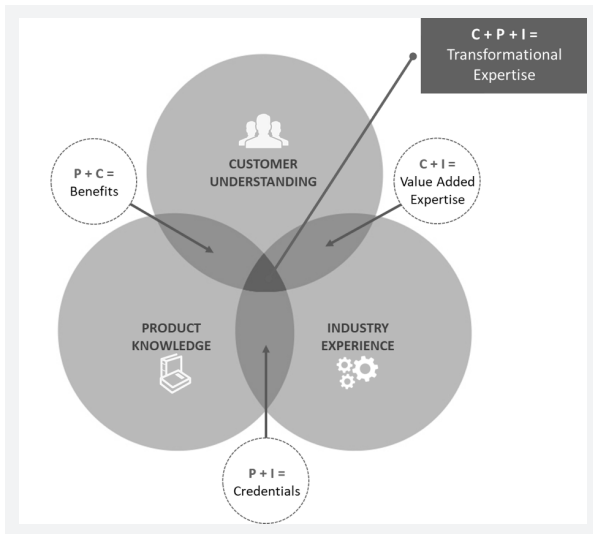 C + P + I =
Transformational
Expertise
CUSTOMER
UNDERSTANDING
P + C =
Benefits
C + I =
Value Added
Expertise
PRODUCT
KNOWLEDGE
INDUSTRY
EXPERIENCE
P + I =
Credentials